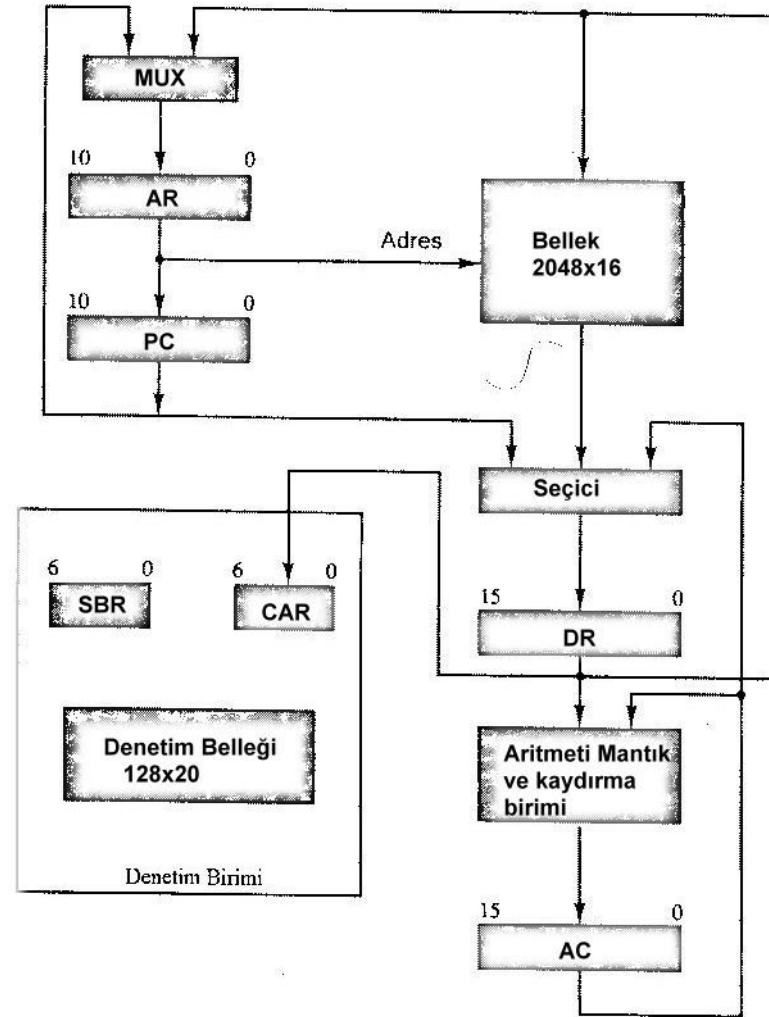 MUX
10 0
AR
Adres
Bellek
2048x16
10 0
PC
Seçici
6 0
SBR
6 0
CAR
15 0
DR
Denetim Belleği
128x20
Aritmeti Mantık
ve kaydırma
birimi
Denetim Birimi
15 0
AC